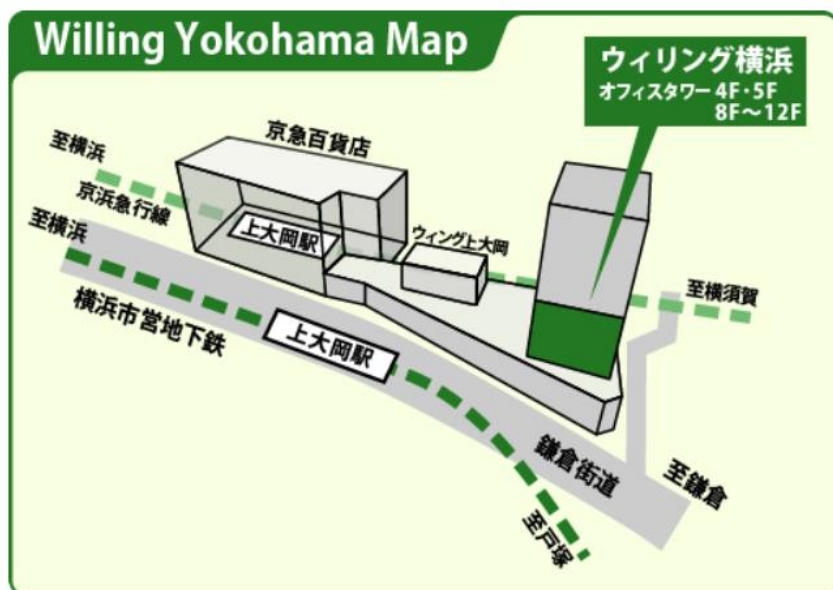 Willing Yokohama Map
ウィリング横浜
オフィスタワー 4F・5F
8F～12F
京急百貨店
至横浜
京浜急行線
至横浜
上大岡駅
ウィング上大岡
至横須賀
横浜市営地下鉄
上大岡駅
鎌倉街道
至鎌倉
至戸塚